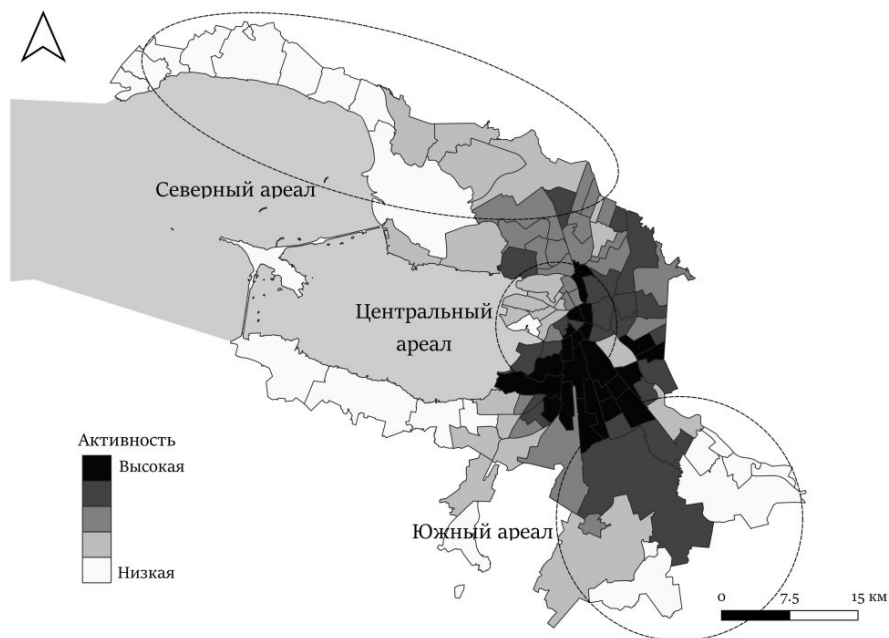 Северный ареал
Центральный
ареал
Активность
Высокая
Южный ареал
Низкая
0 7.5 15 км